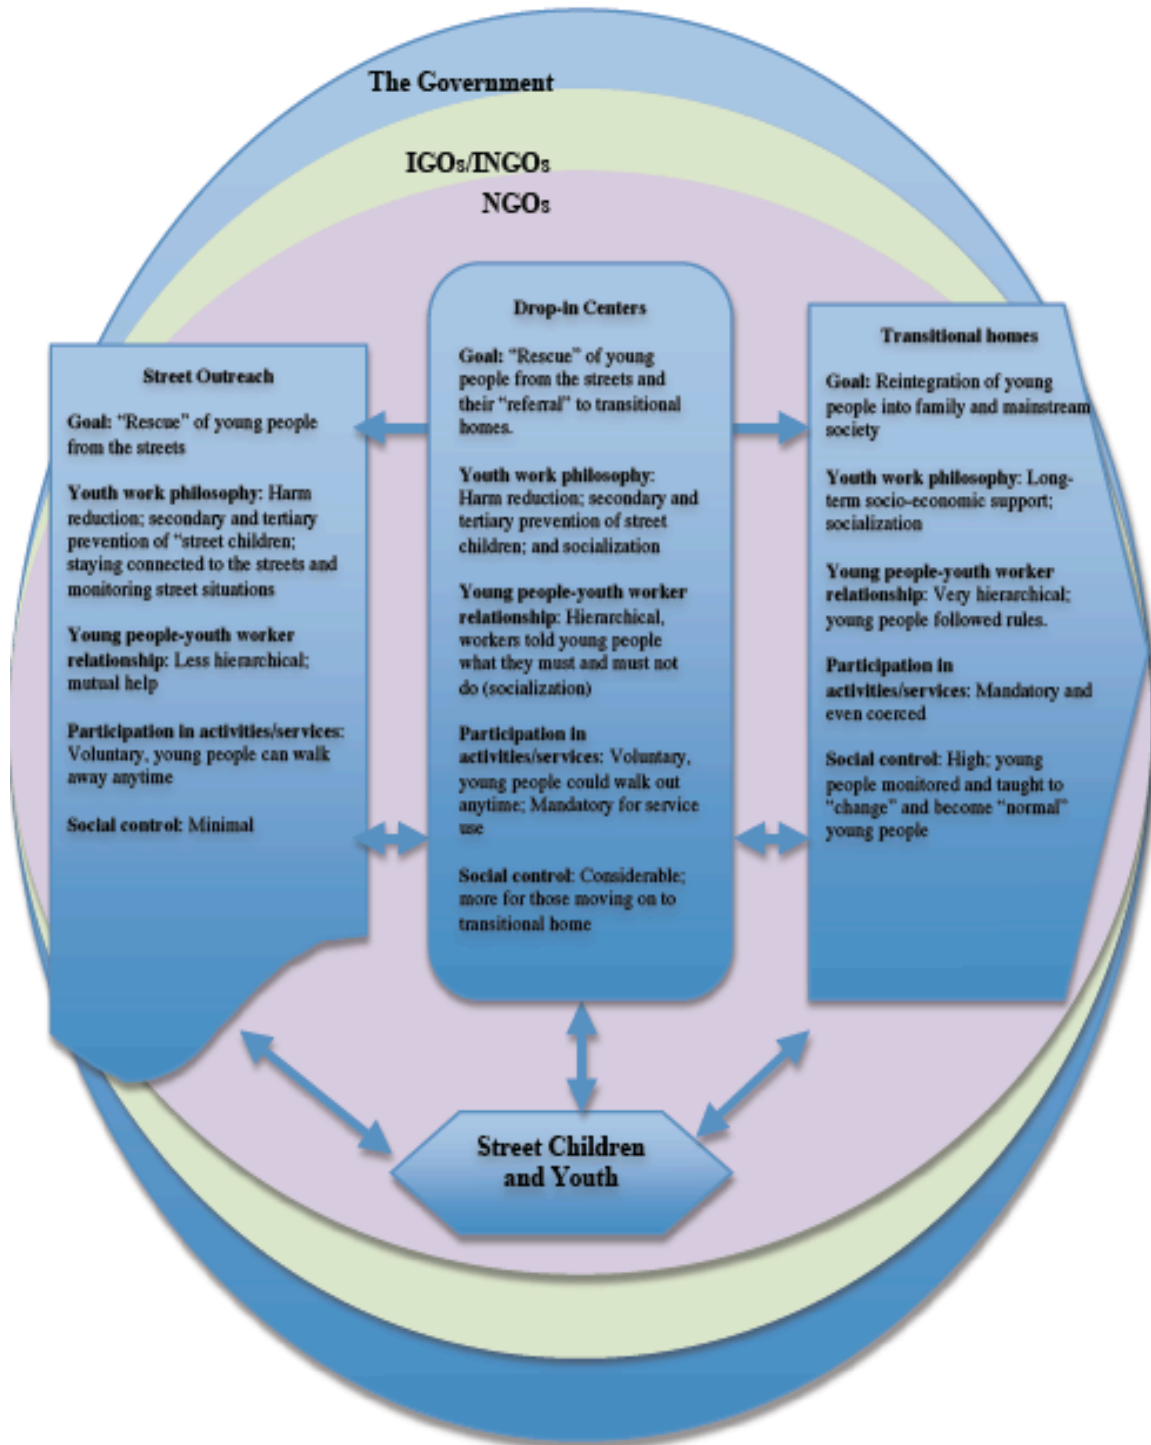 The Government
IGOs/INGOs
NGOs
Street Outreach
Goal: “Rescue” of young people
from the streets
Youth work philosophy: Harm
reduction; secondary and tertiary
prevention of “street children;
staying connected to the streets and
monitoring street situations
Young people-youth worker
relationship: Less hierarchical;
mutual help
Participation in activities/services:
Voluntary, young people can walk
away anytime
Social control: Minimal
Drop-in Centers
Goal: “Rescue” of young
people from the streets and
their “referral” to transitional
homes.
Youth work philosophy:
Harm reduction; secondary and
tertiary prevention of street
children; and socialization
Young people-youth worker
relationship: Hierarchical,
workers told young people
what they must and must not
do (socialization)
Participation in
activities/services: Voluntary,
young people could walk out
anytime; Mandatory for service
use
Social control: Considerable;
more for those moving on to
transitional home
Transitional homes
Goal: Reintegration of young
people into family and mainstream
society
Youth work philosophy: Long-
term socio-economic support;
socialization
Young people-youth worker
relationship: Very hierarchical;
young people followed rules.
Participation in
activities/services: Mandatory and
even coerced
Social control: High; young
people monitored and taught to
“change” and become “normal”
young people
Street Children
and Youth